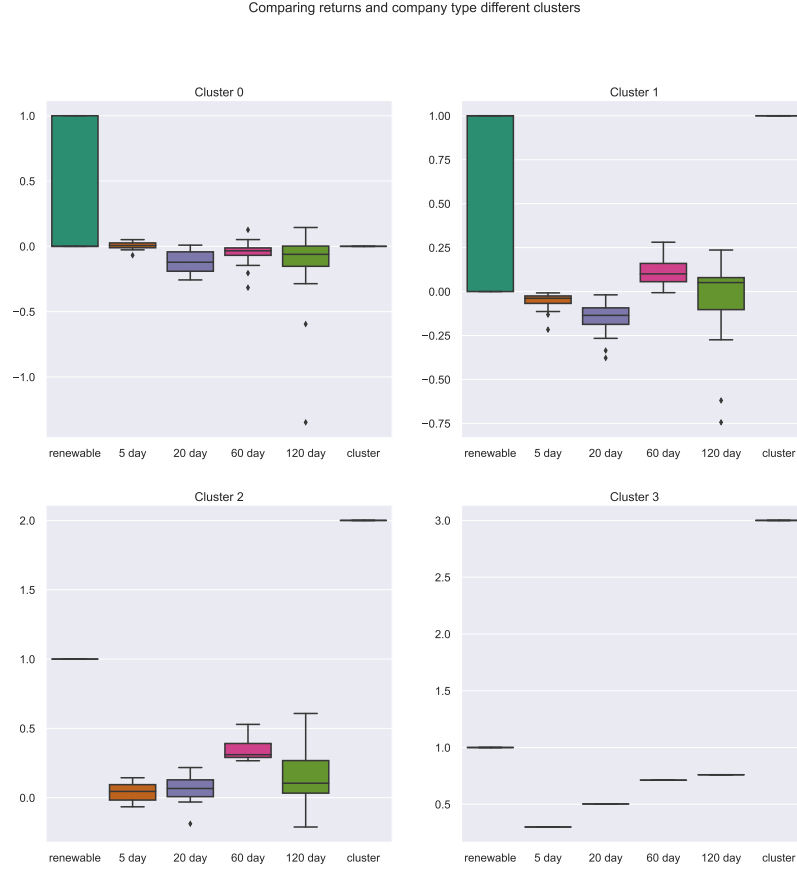 Comparing returns and company type different clusters
Cluster 0
1.0
0.5
0.0
−0.5
−1.0
renewable 5 day 20 day 60 day 120 day cluster
Cluster 1
1.00
0.75
0.50
0.25
0.00
−0.25
−0.50
−0.75
renewable 5 day 20 day 60 day 120 day cluster
Cluster 2
2.0
1.5
1.0
0.5
0.0
renewable 5 day 20 day 60 day 120 day cluster
Cluster 3
3.0
2.5
2.0
1.5
1.0
0.5
renewable 5 day 20 day 60 day 120 day cluster